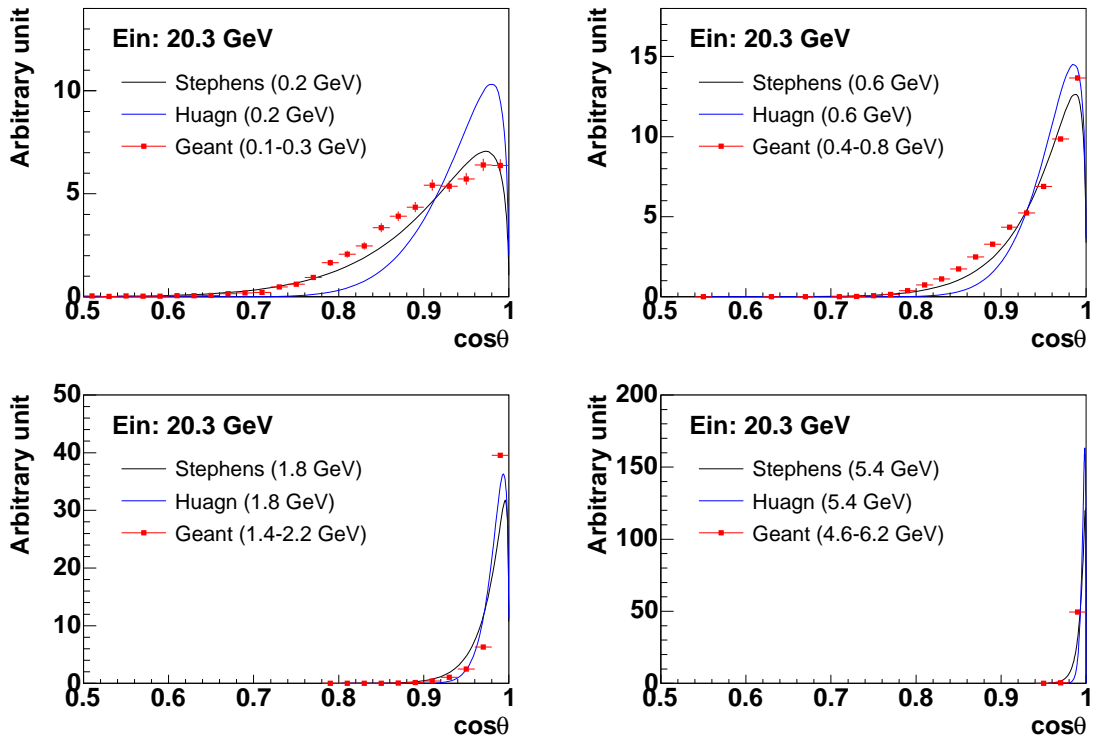 Arbitrary unit
Ein: 20.3 GeV
Stephens (0.2 GeV)
Huagn (0.2 GeV)
Geant (0.1-0.3 GeV)
10
5
0
0.5 0.6 0.7 0.8 0.9 1
cosθ
Arbitrary unit
Ein: 20.3 GeV
Stephens (0.6 GeV)
Huagn (0.6 GeV)
Geant (0.4-0.8 GeV)
15
10
5
0
0.5 0.6 0.7 0.8 0.9 1
cosθ
Arbitrary unit
Ein: 20.3 GeV
Stephens (1.8 GeV)
Huagn (1.8 GeV)
Geant (1.4-2.2 GeV)
50
40
30
20
10
0
0.5 0.6 0.7 0.8 0.9 1
cosθ
Arbitrary unit
Ein: 20.3 GeV
Stephens (5.4 GeV)
Huagn (5.4 GeV)
Geant (4.6-6.2 GeV)
200
150
100
50
0
0.5 0.6 0.7 0.8 0.9 1
cosθ